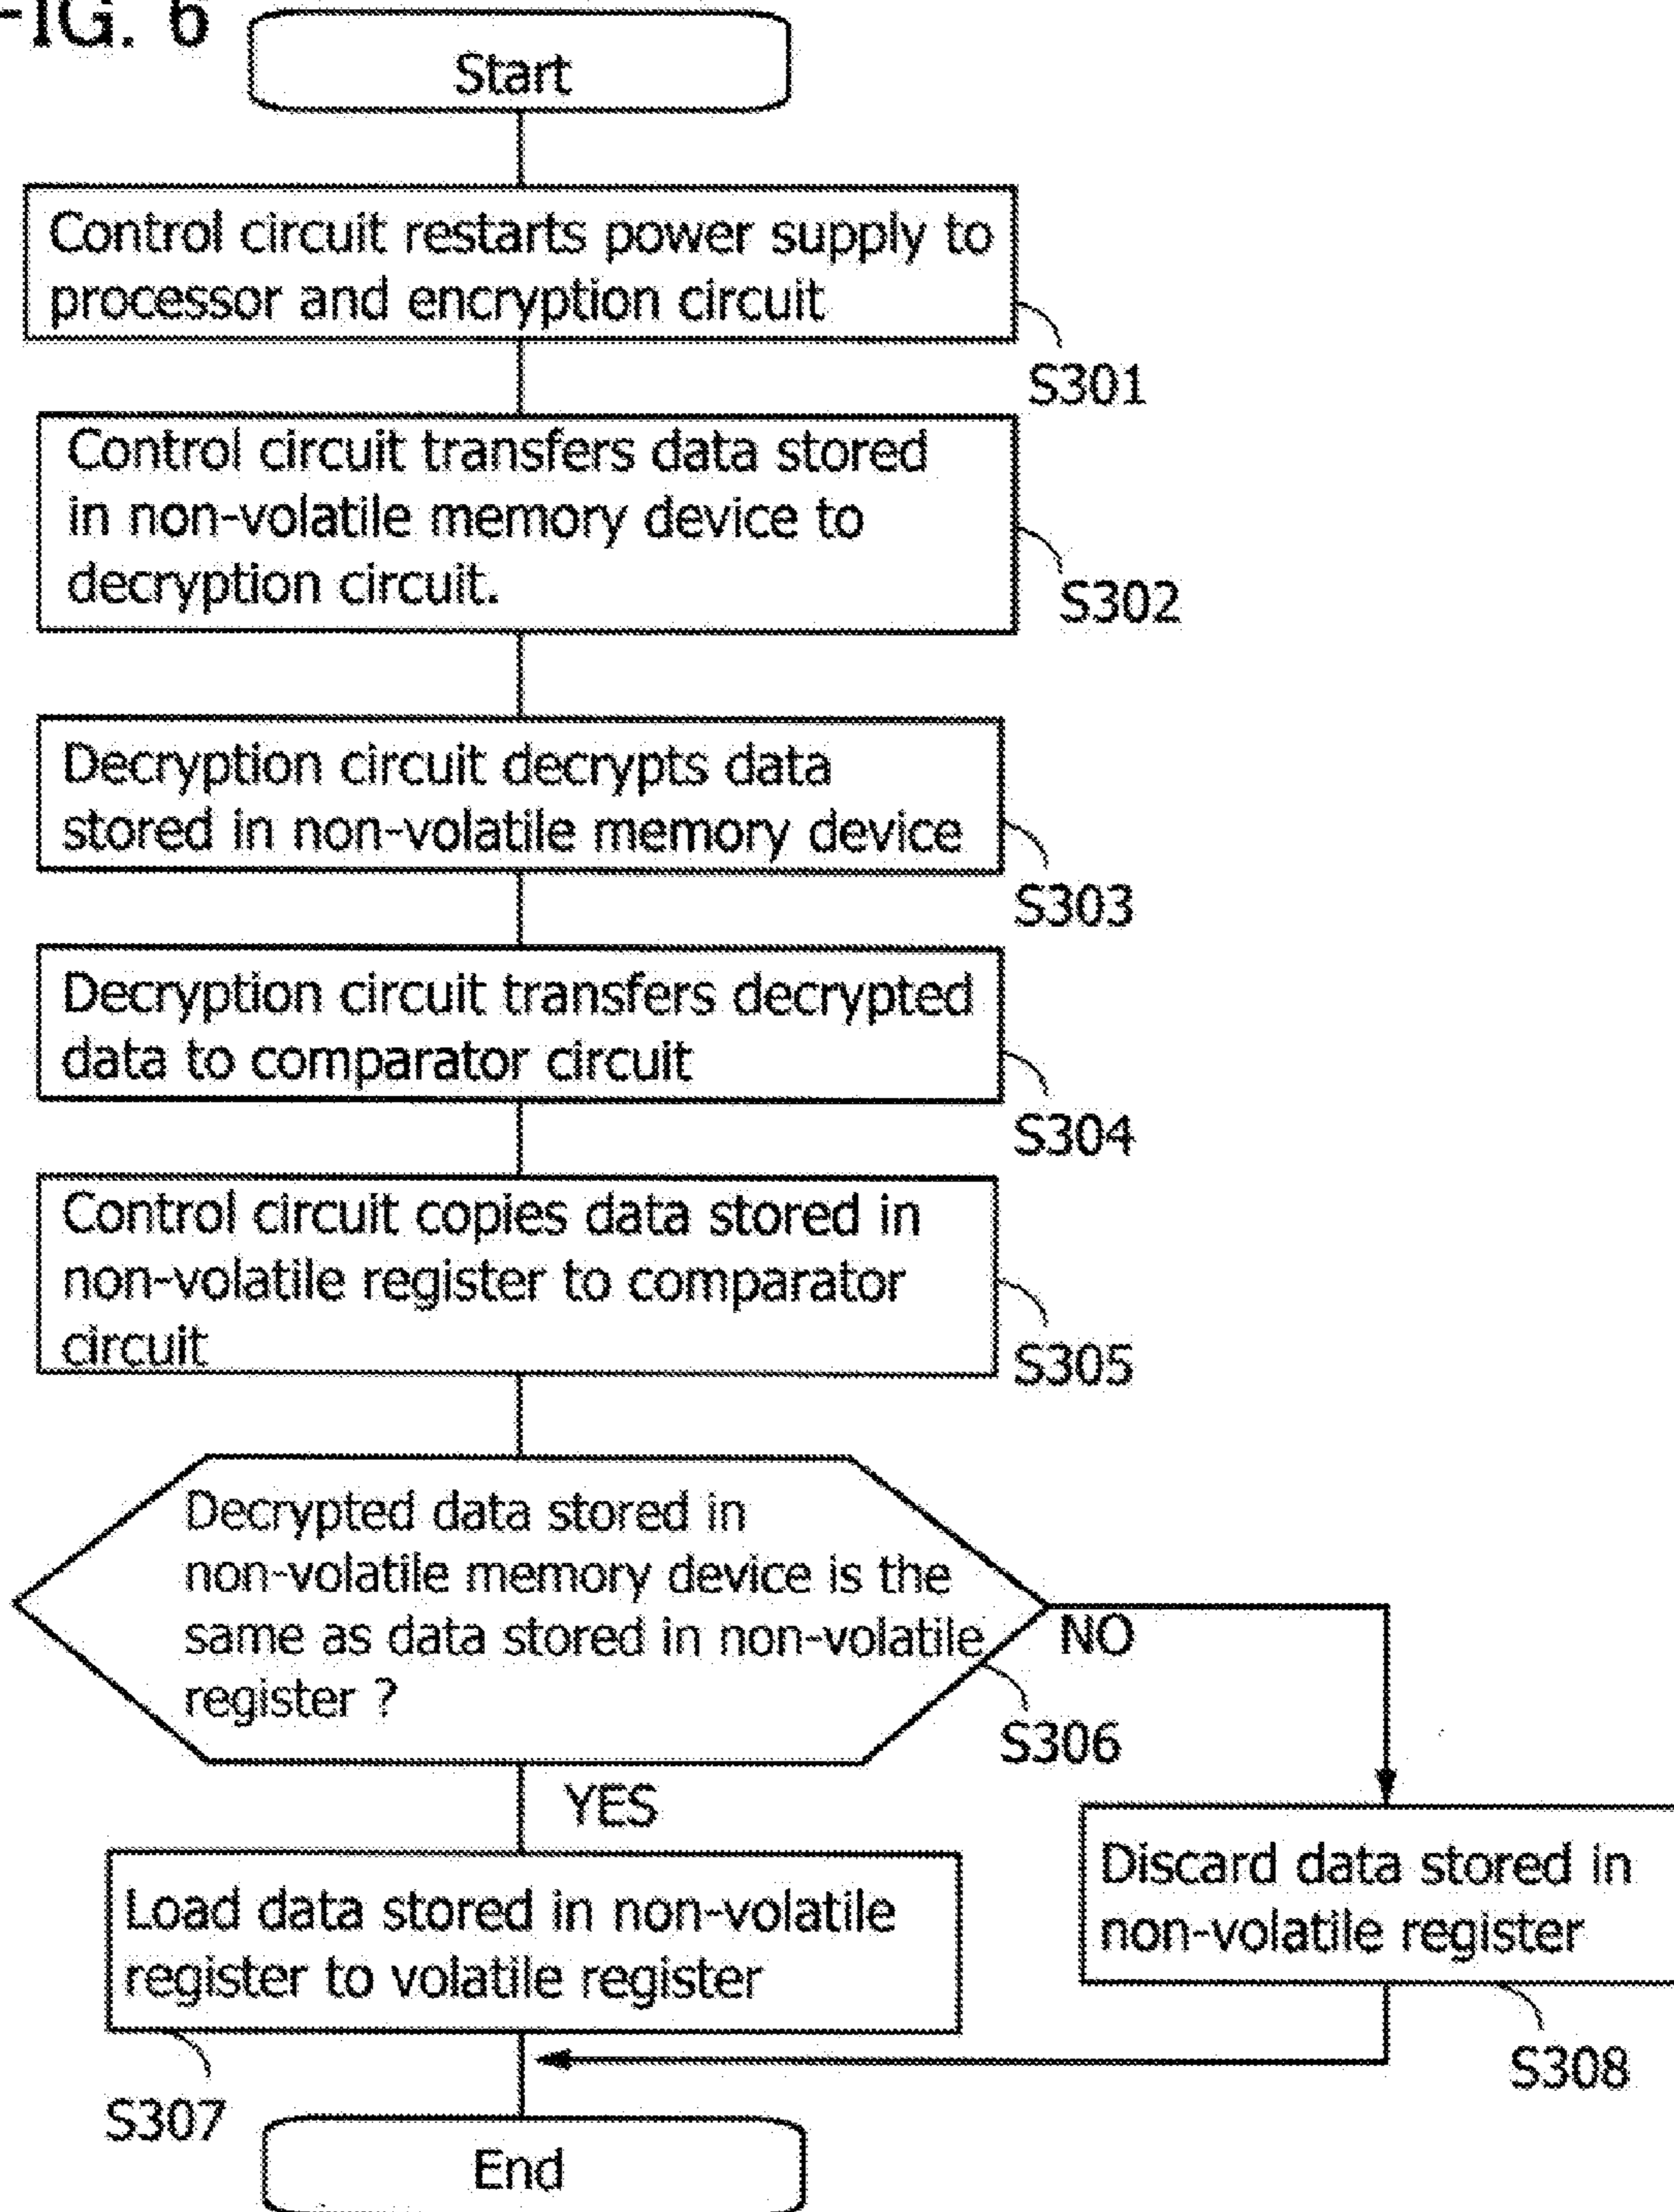 FIG. 6
Start
Control circuit restarts power supply to
processor and encryption circuit
S301
Control circuit transfers data stored
in non-volatile memory device to
decryption circuit.
S302
Decryption circuit decrypts data
stored in non-volatile memory device
S303
Decryption circuit transfers decrypted
data to comparator circuit
S304
Control circuit copies data stored in
non-volatile register to comparator
circuit
S305
Decrypted data stored in
non-volatile memory device is the
same as data stored in non-volatile
register ?
NO
S306
YES
Load data stored in non-volatile
register to volatile register
S307
Discard data stored in
non-volatile register
S308
End